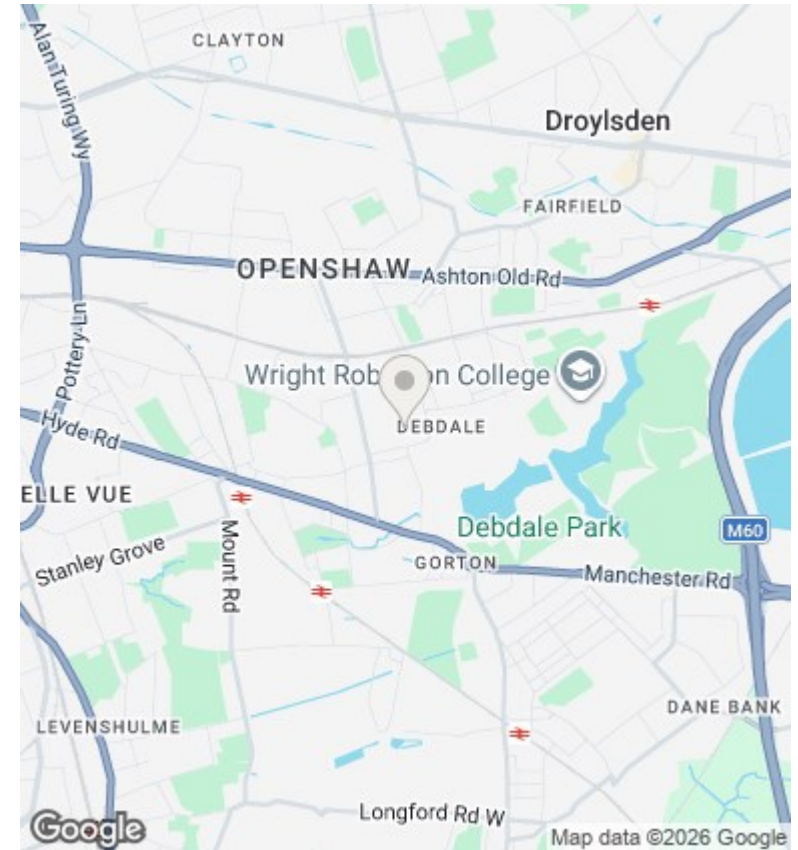 CLAYTON
Alan Turing Wy
Droylsden
FAIRFIELD
OPENSHAW
Ashton Old Rd
Pottery Ln
Wright Rob on College
DEBDALE
Hyde Rd
ELLE VUE
Debdale Park
M60
Stanley Grove
Mount Rd
GORTON
Manchester Rd
DANE BANK
LEVENSHULME
Longford Rd W
Google
Map data ©2026 Google